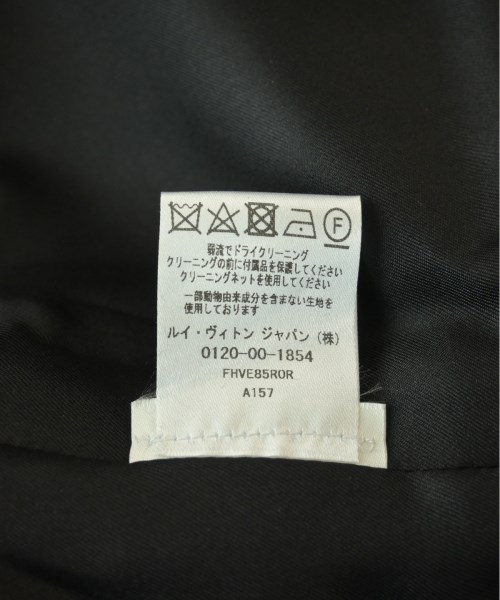 F
弱流でドライクリーニング
クリーニングの前に付属品を保護してください
クリーニングネットを使用してください
一部動物由来成分を含まない生地を
使用しております
ルイ・ヴィトン ジャパン (株)
0120-00-1854
FHVE85R0R
A157